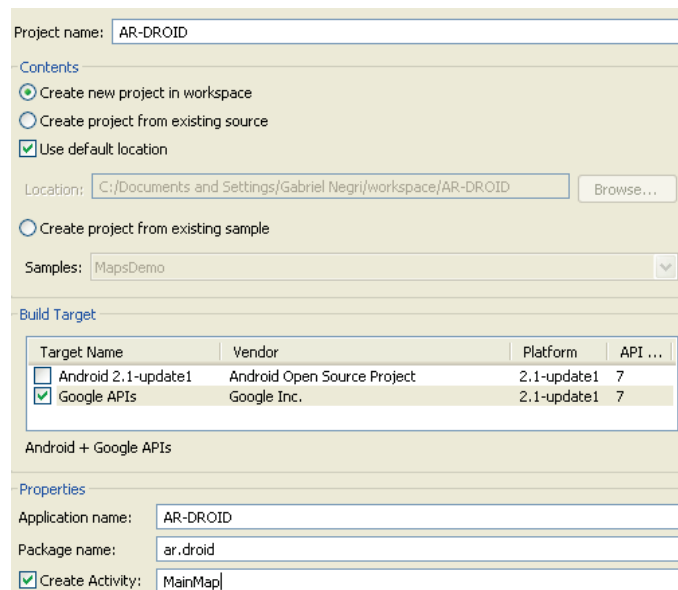 Project name: AR-DROID
Contents
Create new project in workspace
Create project from existing source
Use default location
Location: C:/Documents and Settings/Gabriel Negri/workspace/AR-DROID Browse...
Create project from existing sample
Samples: MapsDemo
Build Target
Target Name Vendor Platform API ...
Android 2.1-update1 Android Open Source Project 2.1-update1 7
Google APIs Google Inc. 2.1-update1 7
Android + Google APIs
Properties
Application name: AR-DROID
Package name: ar.droid
Create Activity: MainMap